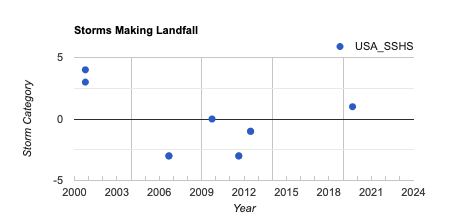 Storms Making Landfall
USA_SSHS
5
0
-5
Storm Category
2000 2003 2006 2009 2012 2015 2018 2021 2024
Year